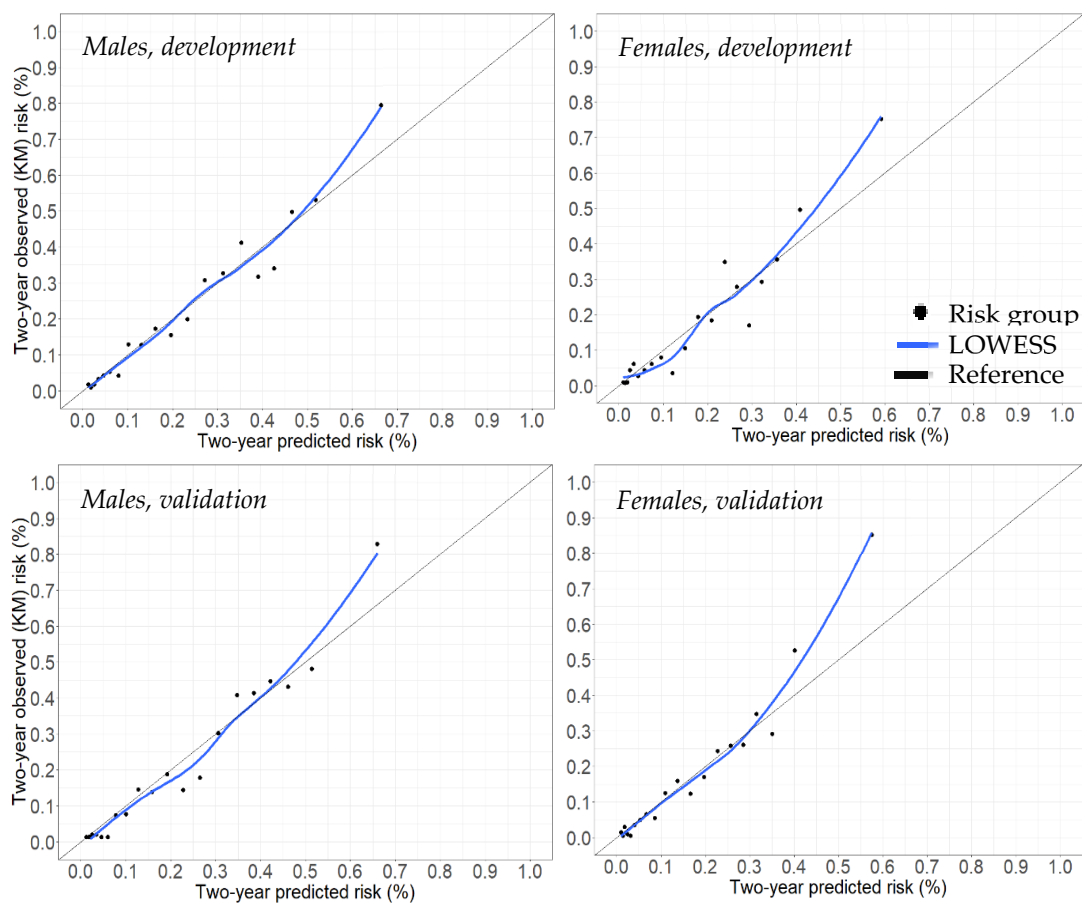 Males, development
Two-year observed (KM) risk (%)
1.0
0.9
0.8
0.7
0.6
0.5
0.4
0.3
0.2
0.1
0.0
0.0 0.1 0.2 0.3 0.4 0.5 0.6 0.7 0.8 0.9 1.0
Two-year predicted risk (%)
Females, development
1.0
0.9
0.8
0.7
0.6
0.5
0.4
0.3
0.2
0.1
0.0
Risk group
LOWESS
Reference
0.0 0.1 0.2 0.3 0.4 0.5 0.6 0.7 0.8 0.9 1.0
Two-year predicted risk (%)
Males, validation
Two-year observed (KM) risk (%)
1.0
0.9
0.8
0.7
0.6
0.5
0.4
0.3
0.2
0.1
0.0
0.0 0.1 0.2 0.3 0.4 0.5 0.6 0.7 0.8 0.9 1.0
Two-year predicted risk (%)
Females, validation
1.0
0.9
0.8
0.7
0.6
0.5
0.4
0.3
0.2
0.1
0.0
0.0 0.1 0.2 0.3 0.4 0.5 0.6 0.7 0.8 0.9 1.0
Two-year predicted risk (%)